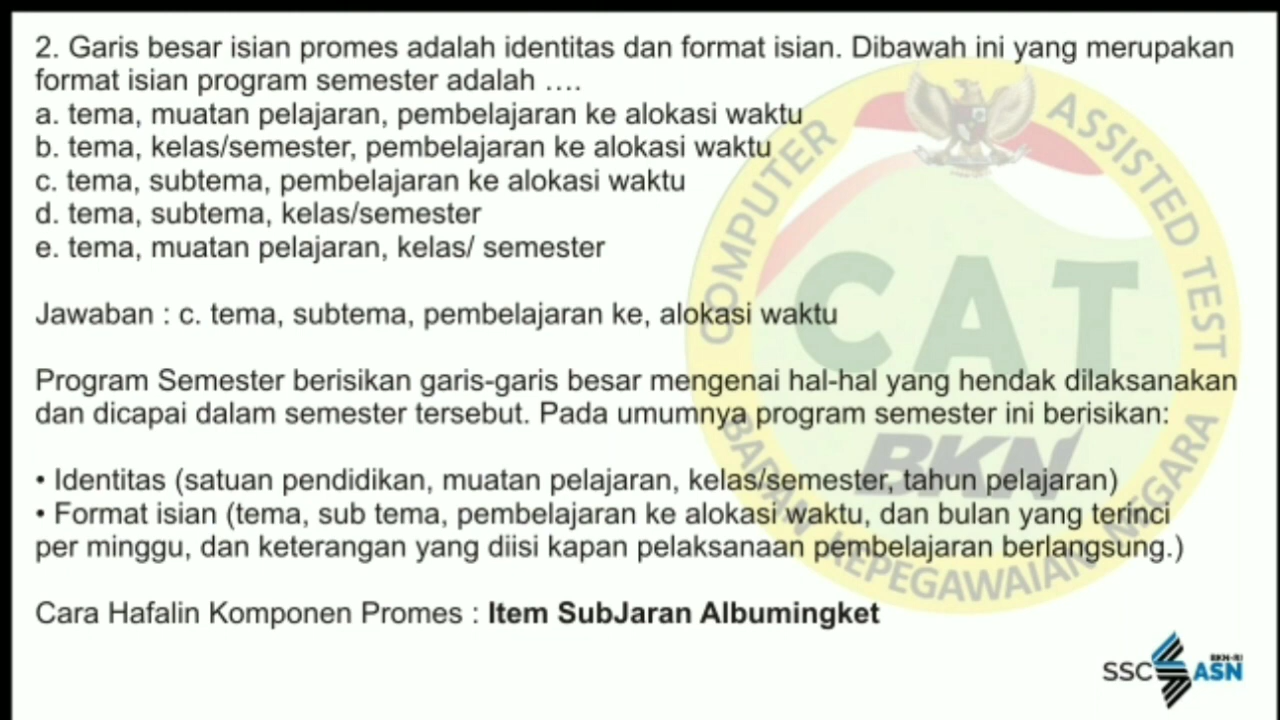 2. Garis besar isian promes adalah identitas dan format isian. Dibawah ini yang merupakan
format isian program semester adalah ....
a. tema, muatan pelajaran, pembelajaran ke alokasi waktu
b. tema, kelas/semester, pembelajaran ke alokasi waktu
c. tema, subtema, pembelajaran ke alokasi waktu
d. tema, subtema, kelas/semester
e. tema, muatan pelajaran, kelas/ semester
Jawaban : c. tema, subtema, pembelajaran ke, alokasi waktu
Program Semester berisikan garis-garis besar mengenai hal-hal yang hendak dilaksanakan
dan dicapai dalam semester tersebut. Pada umumnya program semester ini berisikan:
• Identitas (satuan pendidikan, muatan pelajaran, kelas/semester, tahun pelajaran)
• Format isian (tema, sub tema, pembelajaran ke alokasi waktu, dan bulan yang terinci
per minggu, dan keterangan yang diisi kapan pelaksanaan pembelajaran berlangsung.)
Cara Hafalin Komponen Promes : Item SubJaran Albumingket
COMPUTER ASSISTED TEST
CAT
BKN
BADAN KEPEGAWAIAN NEGARA
SSC BKN-RI
ASN